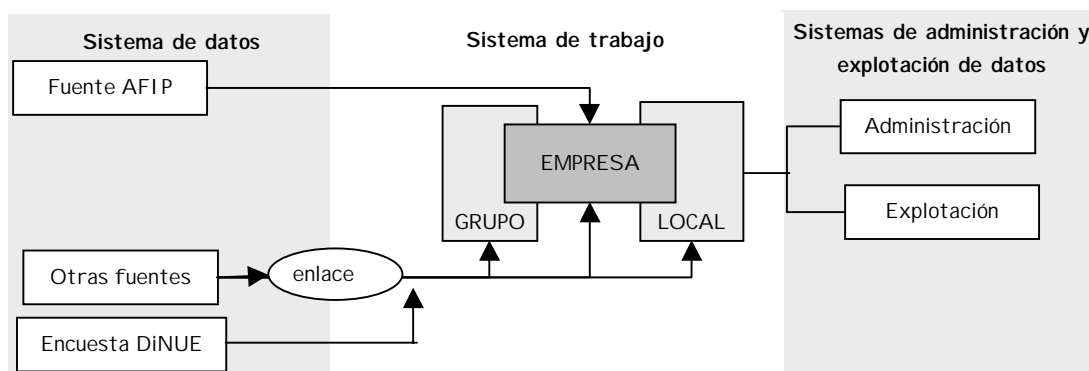 Sistema de datos
Sistema de trabajo
Sistemas de administración y
explotación de datos
Fuente AFIP
Administración
EMPRESA
GRUPO
LOCAL
Explotación
Otras fuentes
enlace
Encuesta DiNUE